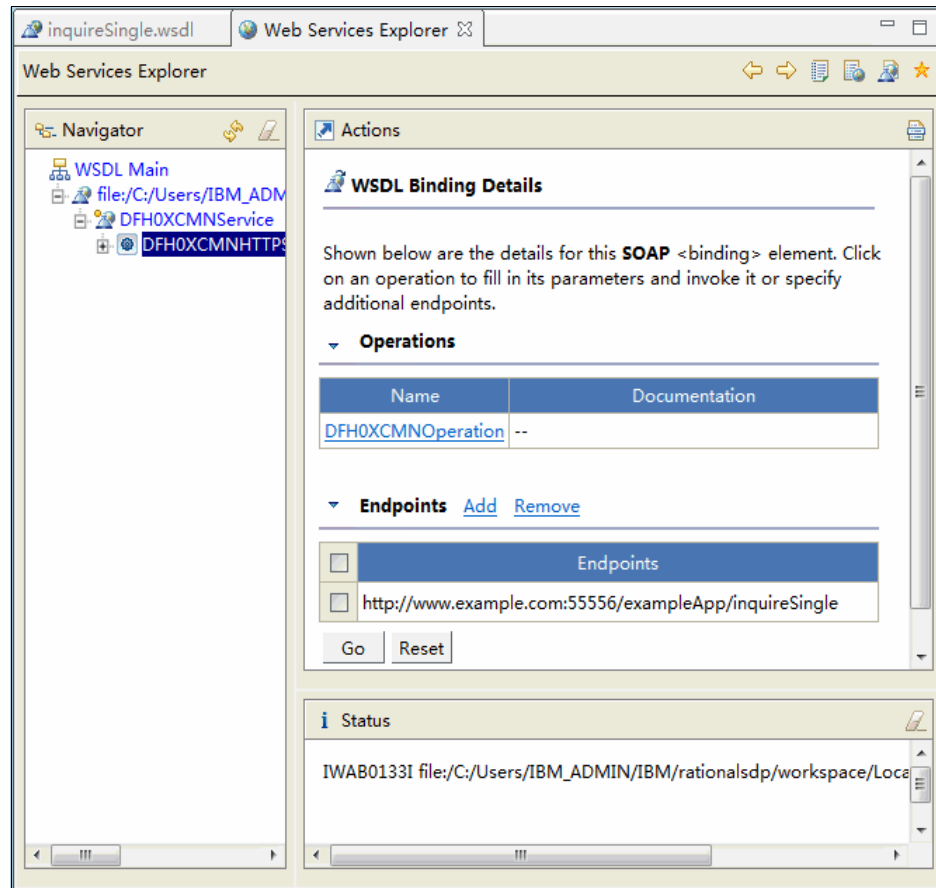 inquireSingle.wsdl
Web Services Explorer
Web Services Explorer
Navigator
WSDL Main
file:/C:/Users/IBM_ADM
DFH0XCMNService
DFH0XCMNHTTPS
Actions
WSDL Binding Details
Shown below are the details for this SOAP <binding> element. Click
on an operation to fill in its parameters and invoke it or specify
additional endpoints.
Operations
Name Documentation
DFH0XCMNOperation --
Endpoints Add Remove
Endpoints
http://www.example.com:55556/exampleApp/inquireSingle
Go Reset
i Status
IWAB0133I file:/C:/Users/IBM_ADMIN/IBM/rationalsdp/workspace/Loca